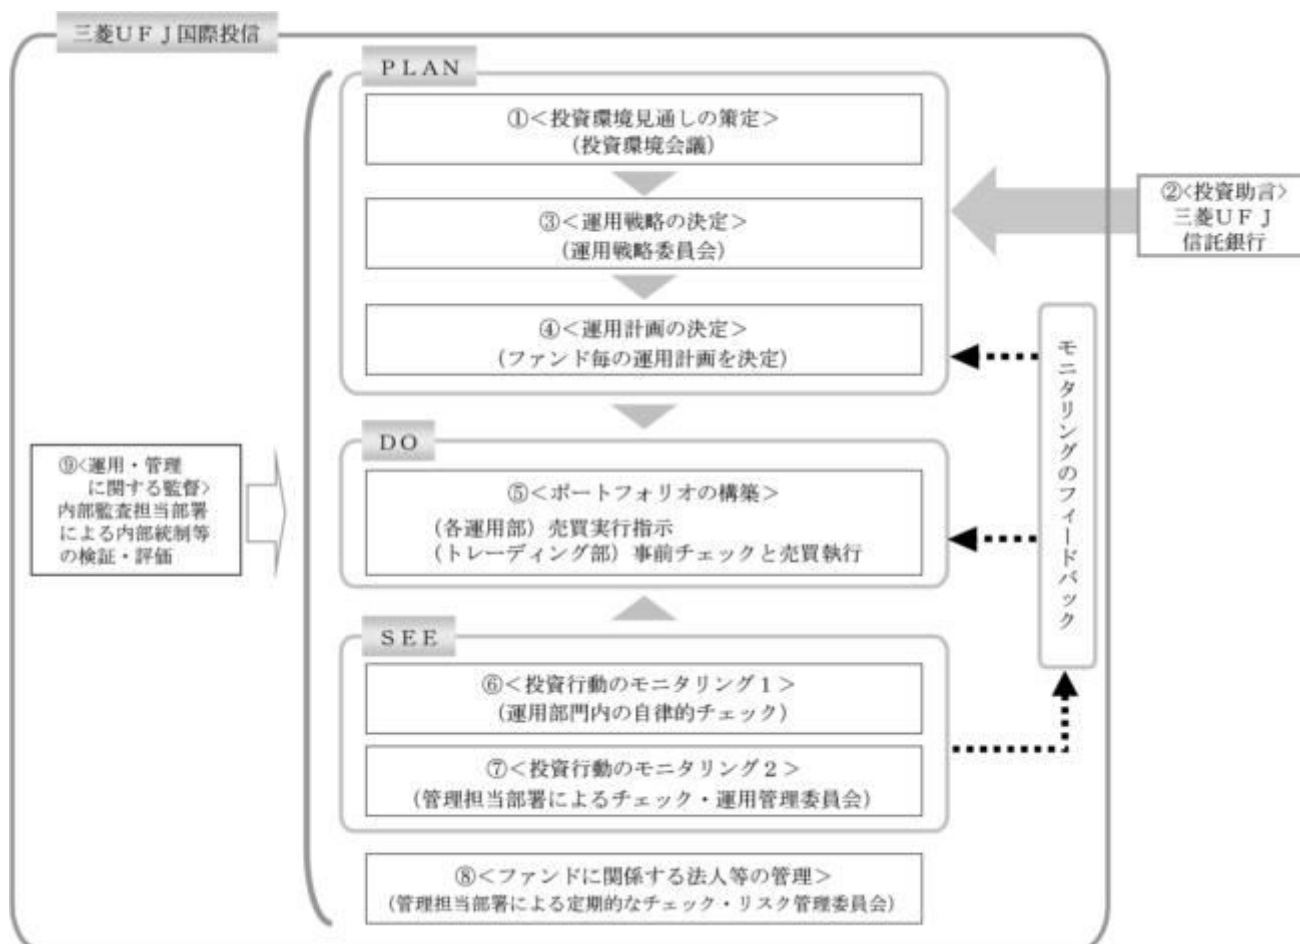 三菱ＵＦＪ国際投信
ＰＬＡＮ
①＜投資環境見通しの策定＞
（投資環境会議）
②<投資助言>
三菱ＵＦＪ
信託銀行
③＜運用戦略の決定＞
（運用戦略委員会）
④＜運用計画の決定＞
（ファンド毎の運用計画を決定）
モニタリングのフィードバック
ＤＯ
⑤＜ポートフォリオの構築＞
（各運用部）売買実行指示
（トレーディング部）事前チェックと売買執行
⑨<運用・管理
に関する監督>
内部監査担当部署
による内部統制等
の検証・評価
ＳＥＥ
⑥＜投資行動のモニタリング１＞
（運用部門内の自律的チェック）
⑦＜投資行動のモニタリング２＞
（管理担当部署によるチェック・運用管理委員会）
⑧＜ファンドに関係する法人等の管理＞
（管理担当部署による定期的なチェック・リスク管理委員会）